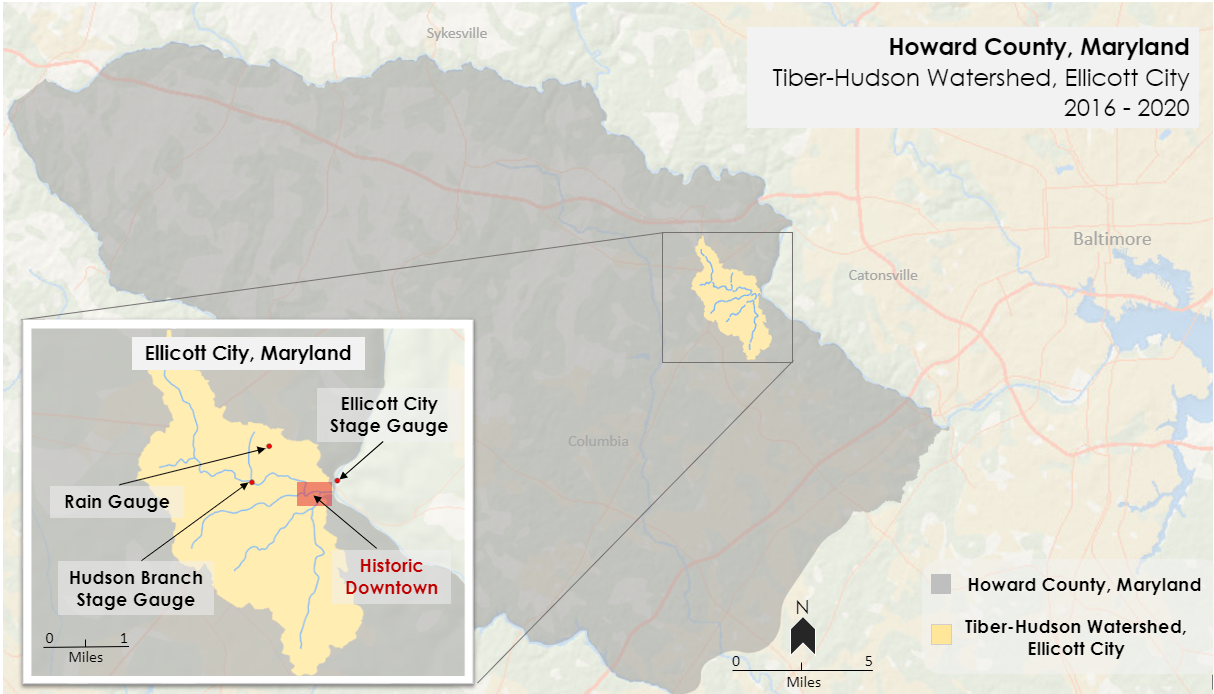 Sykesville
Howard County, Maryland
Tiber-Hudson Watershed, Ellicott City
2016 - 2020
Baltimore
Catonsville
Columbia
Ellicott City, Maryland
Ellicott City
Stage Gauge
Rain Gauge
Hudson Branch
Stage Gauge
Historic
Downtown
0 1
Miles
N
0 5
Miles
Howard County, Maryland
Tiber-Hudson Watershed,
Ellicott City